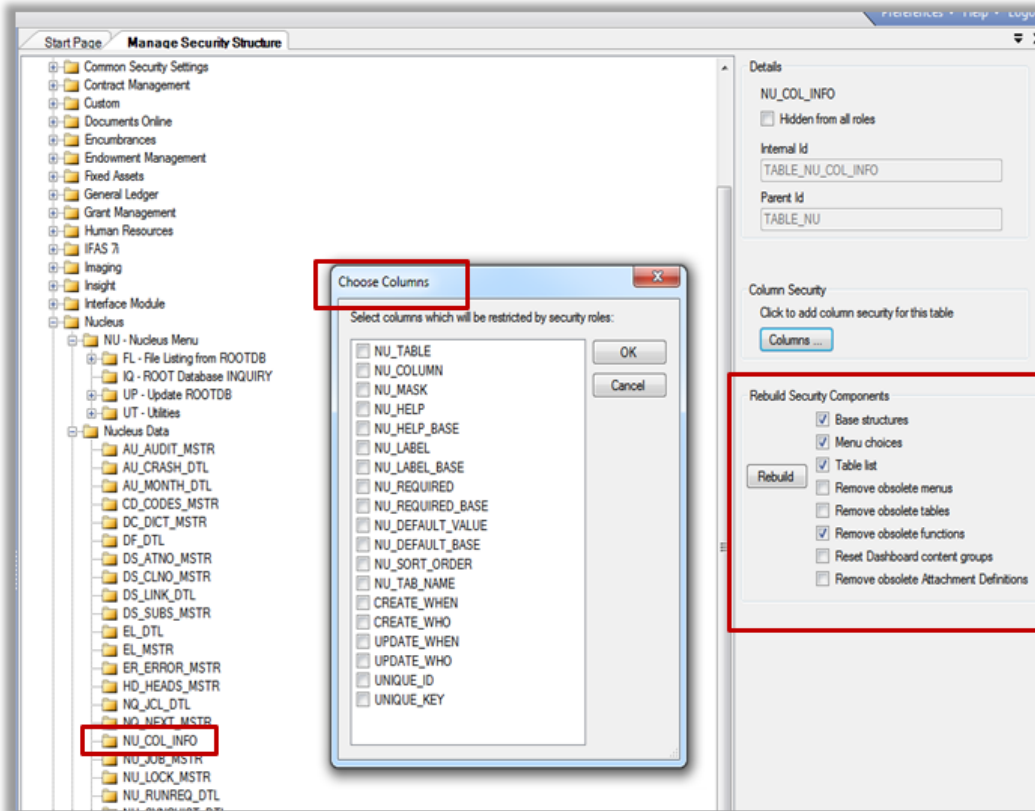 Preferences Help Logo
Start Page Manage Security Structure
Common Security Settings
Contract Management
Custom
Documents Online
Encumbrances
Endowment Management
Fixed Assets
General Ledger
Grant Management
Human Resources
IFAS 7i
Imaging
Insight
Interface Module
Nucleus
NU - Nucleus Menu
FL - File Listing from ROOTDB
IQ - ROOT Database INQUIRY
UP - Update ROOTDB
UT - Utilities
Nucleus Data
AU_AUDIT_MSTR
AU_CRASH_DTL
AU_MONTH_DTL
CD_CODES_MSTR
DC_DICT_MSTR
DF_DTL
DS_ATNO_MSTR
DS_CLNO_MSTR
DS_LINK_DTL
DS_SUBS_MSTR
EL_DTL
EL_MSTR
ER_ERROR_MSTR
HD_HEADS_MSTR
NQ_JCL_DTL
NQ_NEXT_MSTR
NU_COL_INFO
NU_JOB_MSTR
NU_LOCK_MSTR
NU_RUNREQ_DTL
Choose Columns
Select columns which will be restricted by security roles:
NU_TABLE
NU_COLUMN
NU_MASK
NU_HELP
NU_HELP_BASE
NU_LABEL
NU_LABEL_BASE
NU_REQUIRED
NU_REQUIRED_BASE
NU_DEFAULT_VALUE
NU_DEFAULT_BASE
NU_SORT_ORDER
NU_TAB_NAME
CREATE_WHEN
CREATE_WHO
UPDATE_WHEN
UPDATE_WHO
UNIQUE_ID
UNIQUE_KEY
OK
Cancel
Details
NU_COL_INFO
Hidden from all roles
Internal Id
TABLE_NU_COL_INFO
Parent Id
TABLE_NU
Column Security
Click to add column security for this table
Columns ...
Rebuild Security Components
Base structures
Menu choices
Table list
Rebuild
Remove obsolete menus
Remove obsolete tables
Remove obsolete functions
Reset Dashboard content groups
Remove obsolete Attachment Definitions